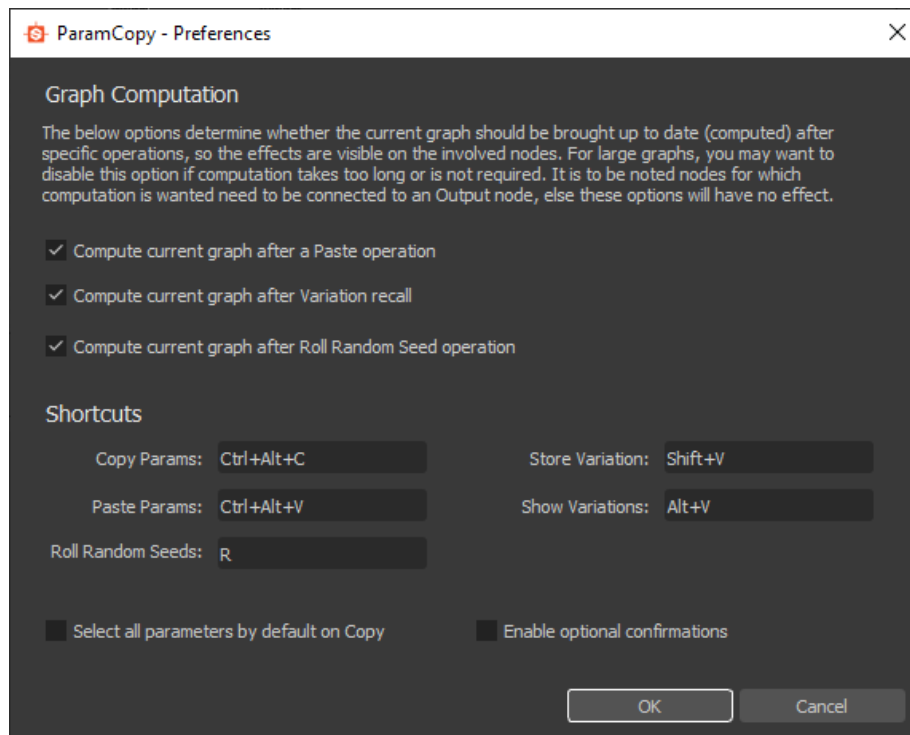 ParamCopy - Preferences
Graph Computation
The below options determine whether the current graph should be brought up to date (computed) after
specific operations, so the effects are visible on the involved nodes. For large graphs, you may want to
disable this option if computation takes too long or is not required. It is to be noted nodes for which
computation is wanted need to be connected to an Output node, else these options will have no effect.
Compute current graph after a Paste operation
Compute current graph after Variation recall
Compute current graph after Roll Random Seed operation
Shortcuts
Copy Params: Ctrl+Alt+C Store Variation: Shift+V
Paste Params: Ctrl+Alt+V Show Variations: Alt+V
Roll Random Seeds: R
Select all parameters by default on Copy Enable optional confirmations
OK Cancel